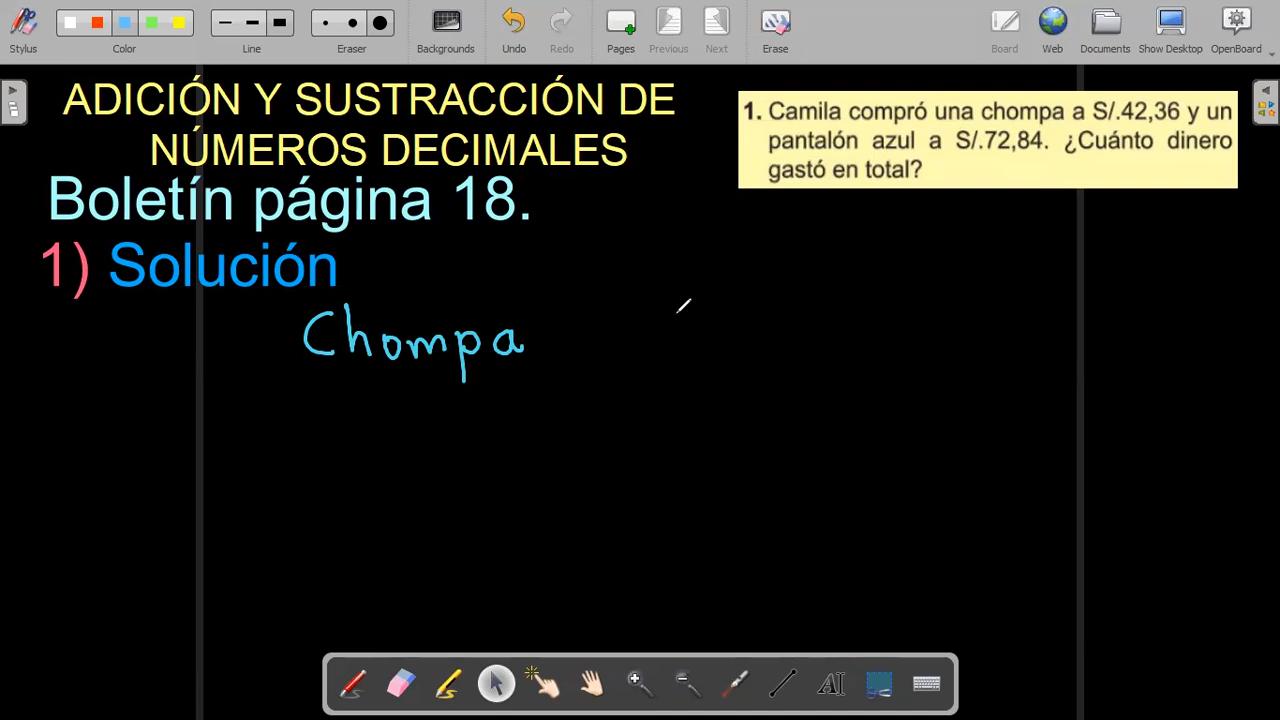 Stylus Color Line Eraser Backgrounds Undo Redo Pages Previous Next Erase Board Web Documents Show Desktop OpenBoard
ADICIÓN Y SUSTRACCIÓN DE
NÚMEROS DECIMALES
Boletín página 18.
1) Solución
Chompa
1. Camila compró una chompa a S/.42,36 y un
pantalón azul a S/.72,84. ¿Cuánto dinero
gastó en total?
AI